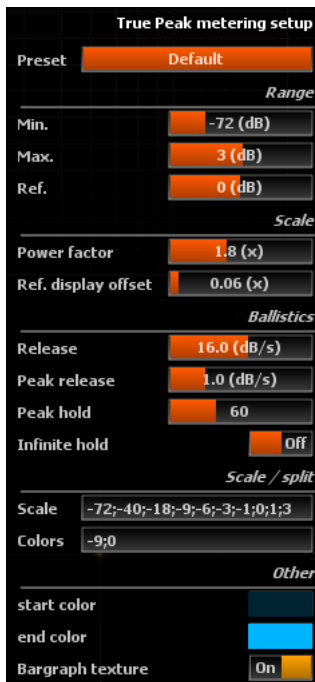 True Peak metering setup
Preset Default
Range
Min. -72 (dB)
Max. 3 (dB)
Ref. 0 (dB)
Scale
Power factor 1.8 (x)
Ref. display offset 0.06 (x)
Ballistics
Release 16.0 (dB/s)
Peak release 1.0 (dB/s)
Peak hold 60
Infinite hold Off
Scale / split
Scale -72;-40;-18;-9;-6;-3;-1;0;1;3
Colors -9;0
Other
start color
end color
Bargraph texture On